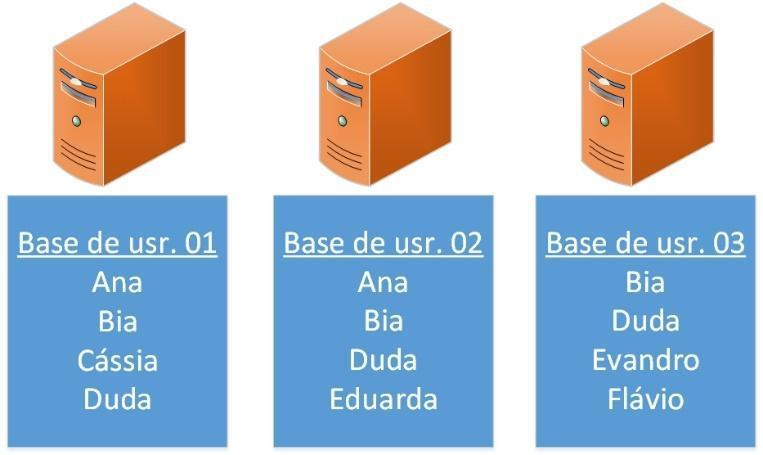 Base de usr. 01
Ana
Bia
Cássia
Duda
Base de usr. 02
Ana
Bia
Duda
Eduarda
Base de usr. 03
Bia
Duda
Evandro
Flávio